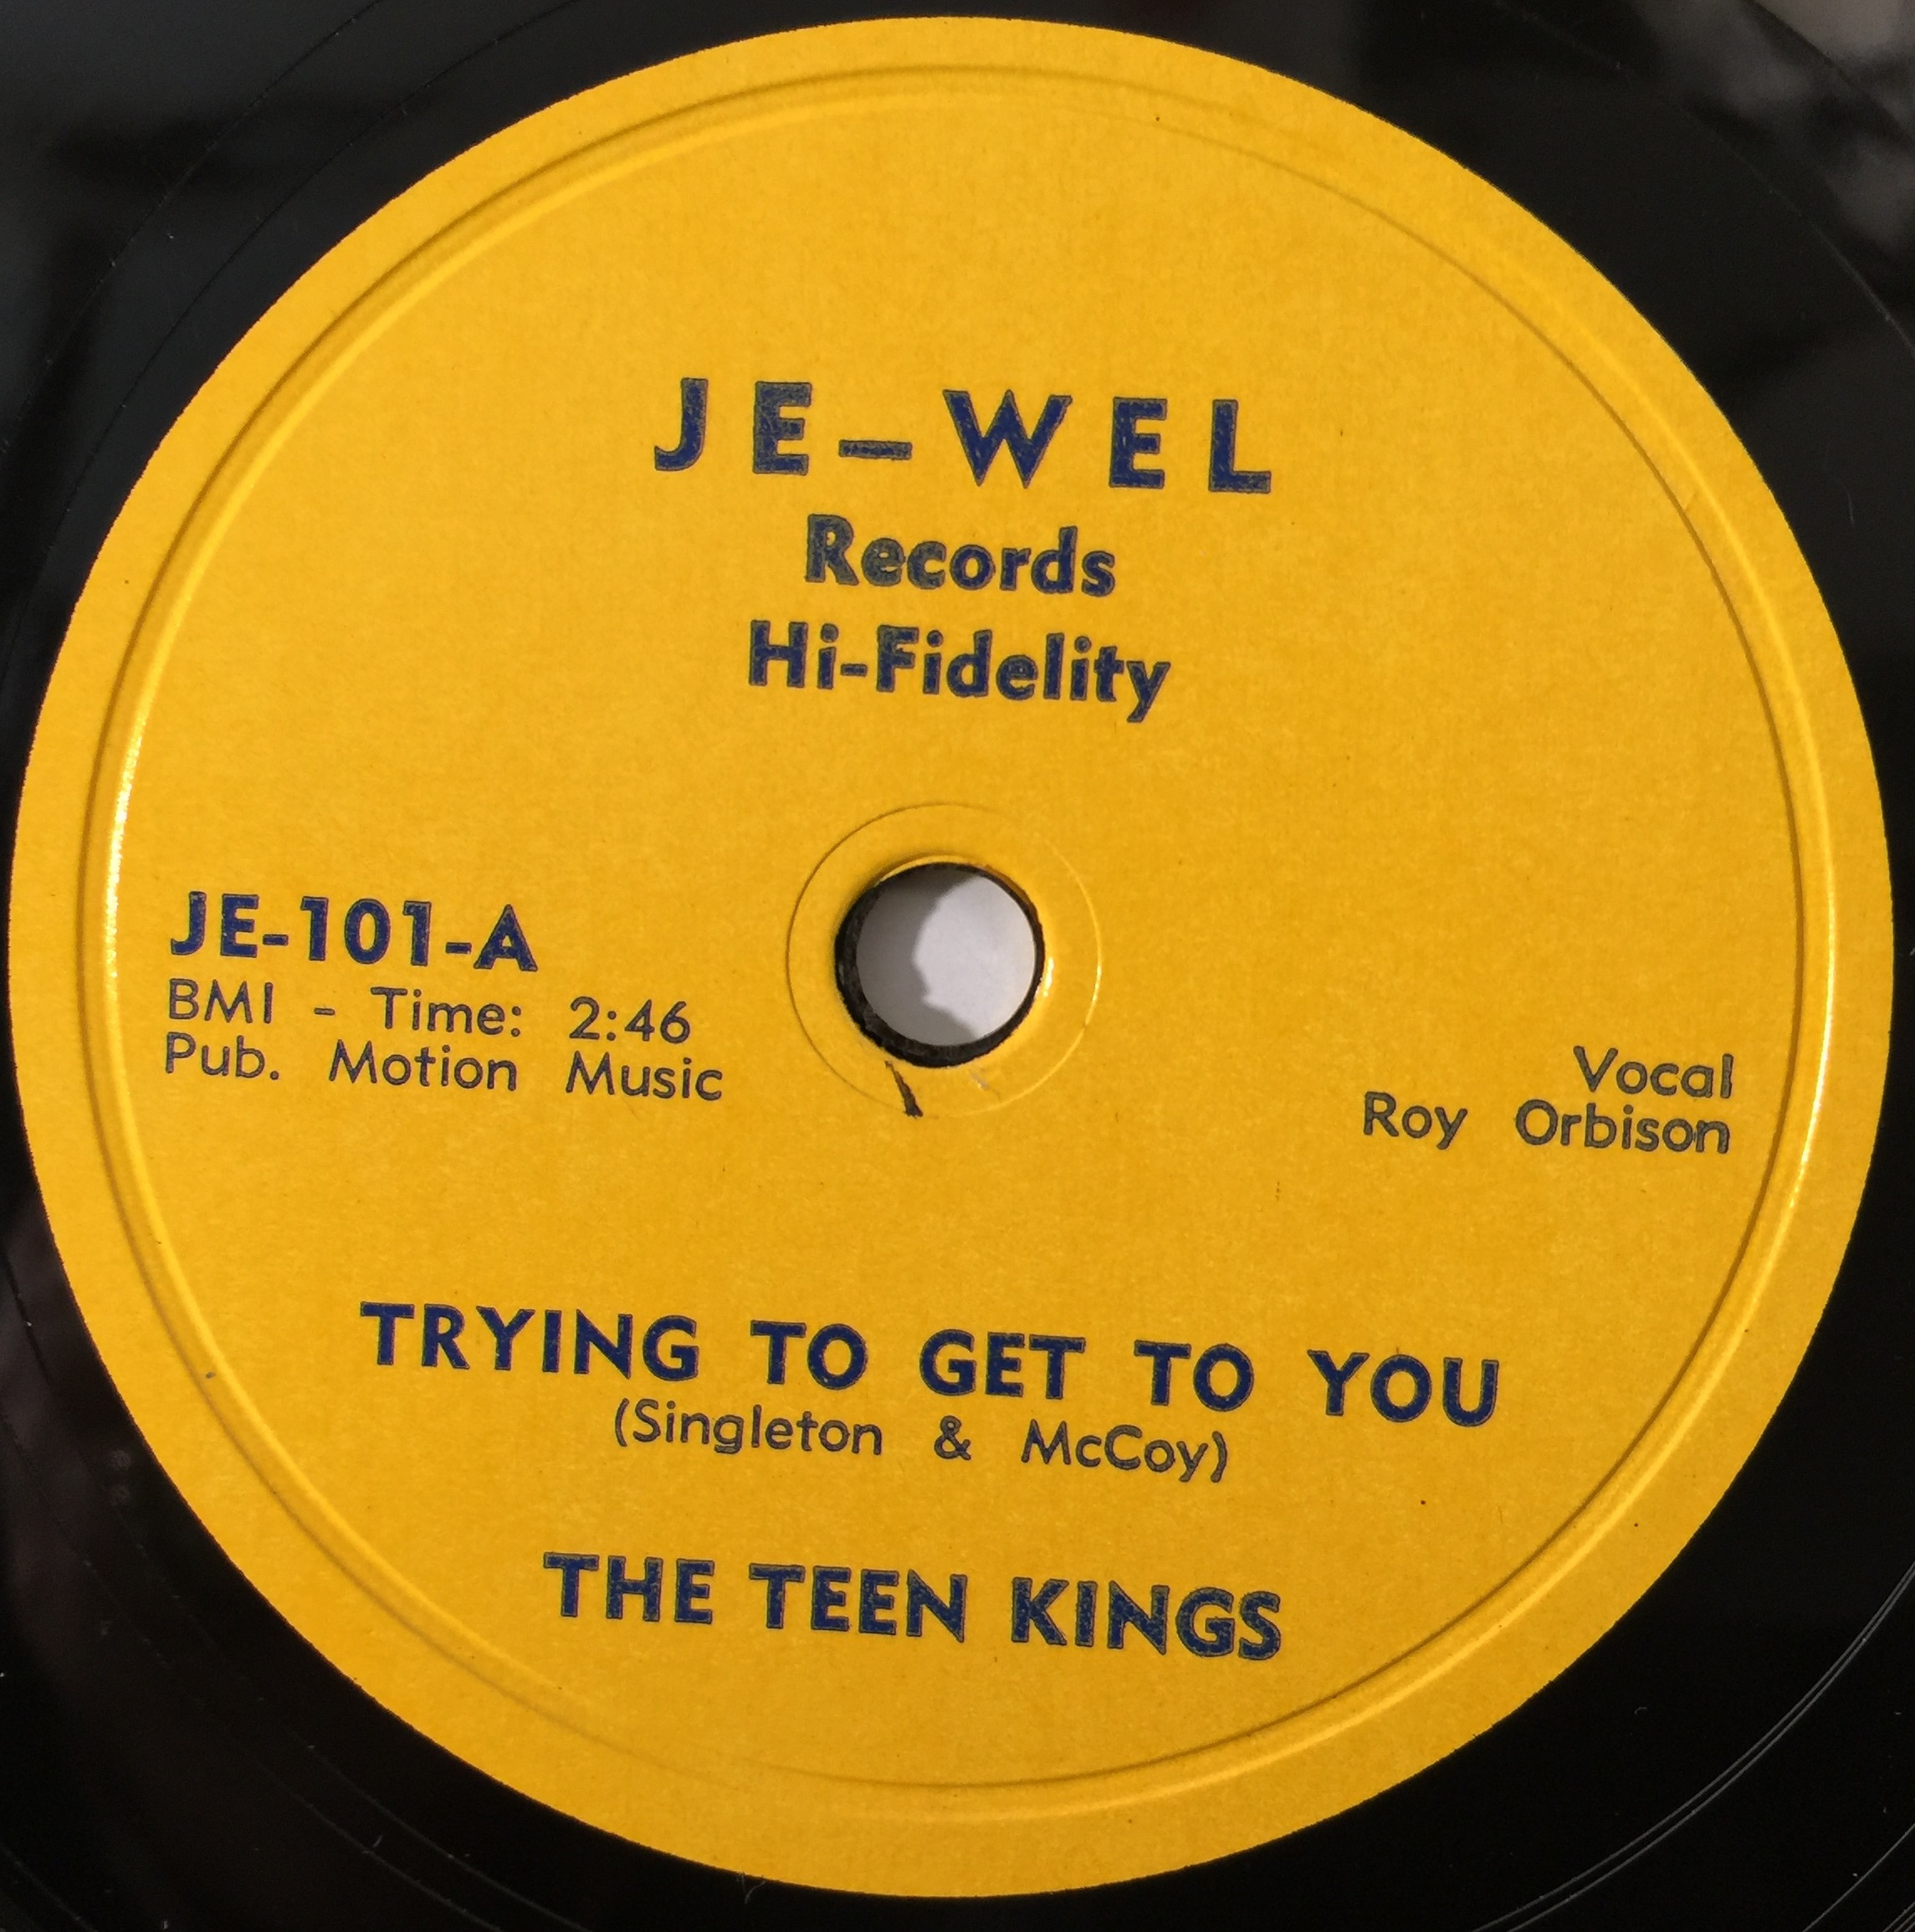 JE-WEL
Records
Hi-Fidelity
JE-101-A
BMI - Time: 2:46
Pub. Motion Music
Vocal
Roy Orbison
TRYING TO GET TO YOU
(Singleton & McCoy)
THE TEEN KINGS